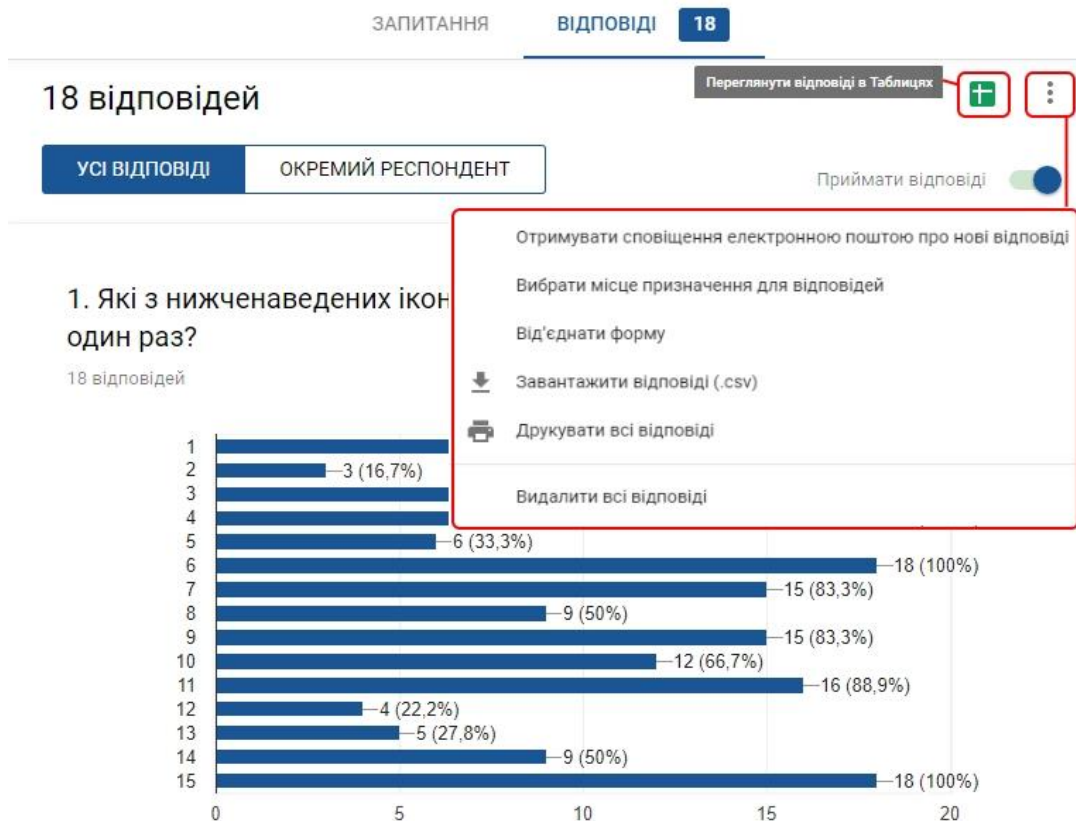 ЗАПИТАННЯ
ВІДПОВІДІ 18
18 відповідей
Переглянути відповіді в Таблицях
УСІ ВІДПОВІДІ
ОКРЕМИЙ РЕСПОНДЕНТ
Приймати відповіді
Отримувати сповіщення електронною поштою про нові відповіді
Вибрати місце призначення для відповідей
Від'єднати форму
Завантажити відповіді (.csv)
Друкувати всі відповіді
Видалити всі відповіді
1. Які з нижченаведених ікон
один раз?
18 відповідей
1
2 3 (16,7%)
3
4
5 6 (33,3%)
6 18 (100%)
7 15 (83,3%)
8 9 (50%)
9 15 (83,3%)
10 12 (66,7%)
11 16 (88,9%)
12 4 (22,2%)
13 5 (27,8%)
14 9 (50%)
15 18 (100%)
0 5 10 15 20